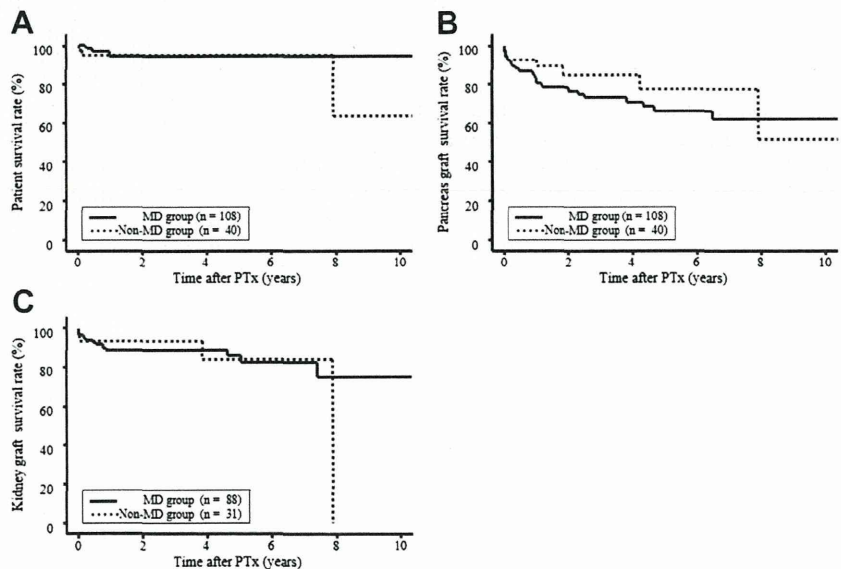 A
Patient survival rate (%)
100
80
60
40
20
0
MD group (n = 108)
Non-MD group (n = 40)
0 2 4 6 8 10
Time after PTx (years)
B
Pancreas graft survival rate (%)
100
80
60
40
20
0
MD group (n = 108)
Non-MD group (n = 40)
0 2 4 6 8 10
Time after PTx (years)
C
Kidney graft survival rate (%)
100
80
60
40
20
0
MD group (n = 88)
Non-MD group (n = 31)
0 2 4 6 8 10
Time after PTx (years)